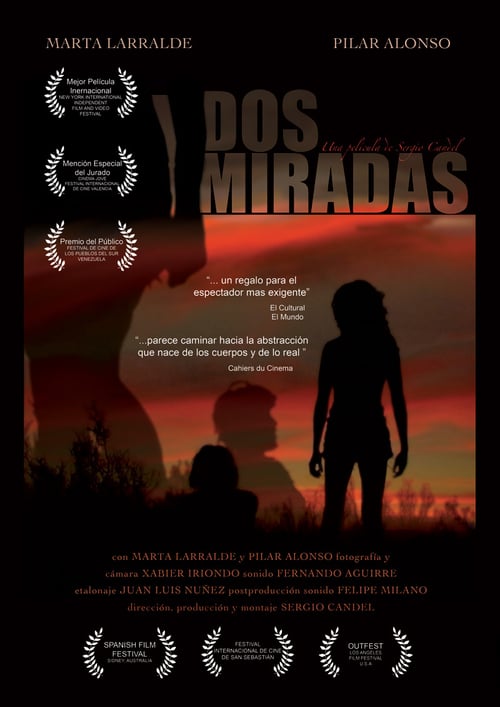 MARTA LARRALDE
PILAR ALONSO
Mejor Película
Inernacional
NEW YORK INTERNATIONAL
INDEPENDENT
FILM AND VIDEO
FESTIVAL
DOS
Una película de Sergio Candel
MIRADAS
Mención Especial
del Jurado
CINEMA JOVE
FESTIVAL INTERNACIONAL
DE CINE VALENCIA
Premio del Público
FESTIVAL DE CINE DE
LOS PUEBLOS DEL SUR
VENEZUELA
“... un regalo para el
espectador mas exigente”
El Cultural
El Mundo
“...parece caminar hacia la abstracción
que nace de los cuerpos y de lo real ”
Cahiers du Cinema
con MARTA LARRALDE y PILAR ALONSO fotografía y
cámara XABIER IRIONDO sonido FERNANDO AGUIRRE
etalonaje JUAN LUIS NUÑEZ postproducción sonido FELIPE MILANO
dirección, producción y montaje SERGIO CANDEL
SPANISH FILM
FESTIVAL
SIDNEY, AUSTRALIA
FESTIVAL
INTERNACIONAL DE CINE
DE SAN SEBASTIÁN
OUTFEST
LOS ANGELES
FILM FESTIVAL
U.S.A